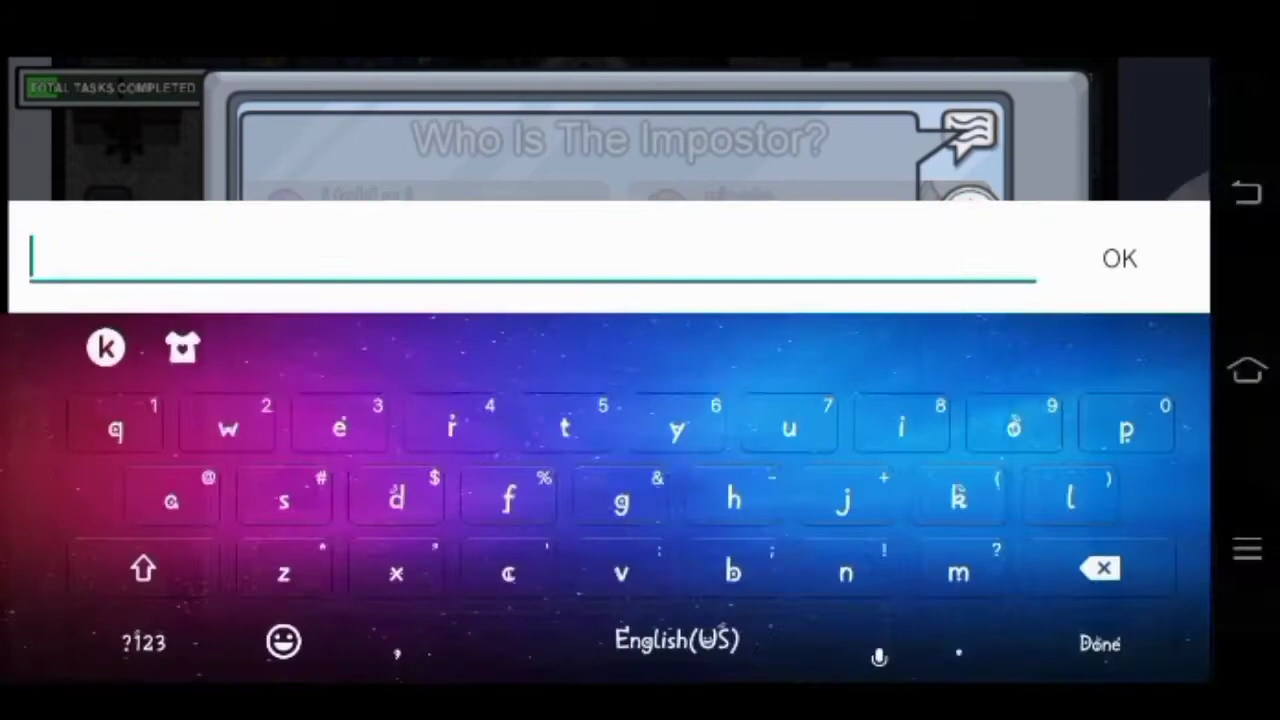 TOTAL TASKS COMPLETED
Who Is The Impostor?
OK
k
1 2 3 4 5 6 7 8 9 0
q w e r t y u i o p
@ # $ % & - + ( )
a s d f g h j k l
* " ' : ; ! ?
z x c v b n m
?123 , English(US) . Done